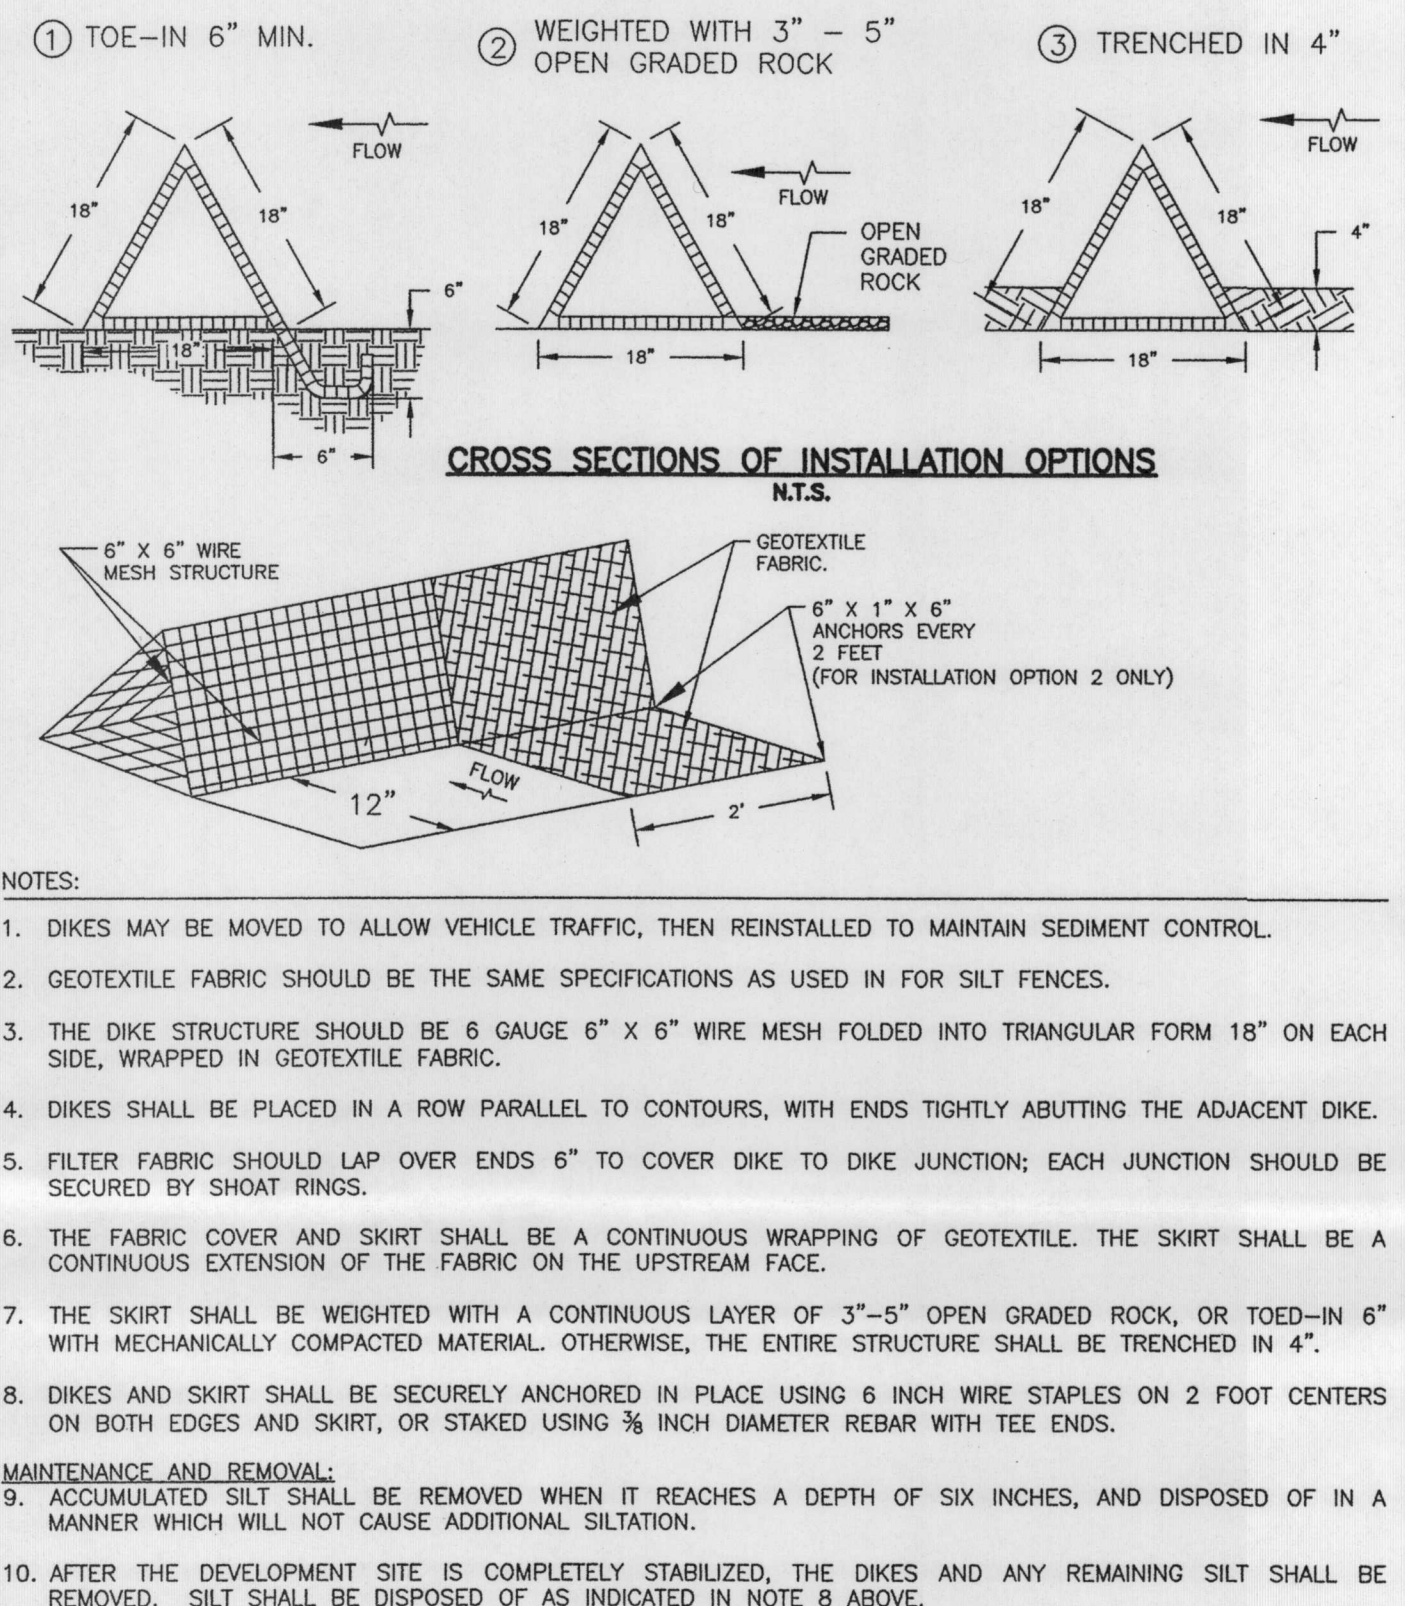 ① TOE-IN 6" MIN.
② WEIGHTED WITH 3" - 5"
OPEN GRADED ROCK
③ TRENCHED IN 4"
FLOW
18"
18"
6"
18"
6"
FLOW
18"
18"
OPEN
GRADED
ROCK
18"
FLOW
18"
18"
4"
18"
CROSS SECTIONS OF INSTALLATION OPTIONS
N.T.S.
6" X 6" WIRE
MESH STRUCTURE
GEOTEXTILE
FABRIC.
6" X 1" X 6"
ANCHORS EVERY
2 FEET
(FOR INSTALLATION OPTION 2 ONLY)
FLOW
12"
2'
NOTES:
1. DIKES MAY BE MOVED TO ALLOW VEHICLE TRAFFIC, THEN REINSTALLED TO MAINTAIN SEDIMENT CONTROL.
2. GEOTEXTILE FABRIC SHOULD BE THE SAME SPECIFICATIONS AS USED IN FOR SILT FENCES.
3. THE DIKE STRUCTURE SHOULD BE 6 GAUGE 6" X 6" WIRE MESH FOLDED INTO TRIANGULAR FORM 18" ON EACH
SIDE, WRAPPED IN GEOTEXTILE FABRIC.
4. DIKES SHALL BE PLACED IN A ROW PARALLEL TO CONTOURS, WITH ENDS TIGHTLY ABUTTING THE ADJACENT DIKE.
5. FILTER FABRIC SHOULD LAP OVER ENDS 6" TO COVER DIKE TO DIKE JUNCTION; EACH JUNCTION SHOULD BE
SECURED BY SHOAT RINGS.
6. THE FABRIC COVER AND SKIRT SHALL BE A CONTINUOUS WRAPPING OF GEOTEXTILE. THE SKIRT SHALL BE A
CONTINUOUS EXTENSION OF THE FABRIC ON THE UPSTREAM FACE.
7. THE SKIRT SHALL BE WEIGHTED WITH A CONTINUOUS LAYER OF 3"-5" OPEN GRADED ROCK, OR TOED-IN 6"
WITH MECHANICALLY COMPACTED MATERIAL. OTHERWISE, THE ENTIRE STRUCTURE SHALL BE TRENCHED IN 4".
8. DIKES AND SKIRT SHALL BE SECURELY ANCHORED IN PLACE USING 6 INCH WIRE STAPLES ON 2 FOOT CENTERS
ON BOTH EDGES AND SKIRT, OR STAKED USING ⅜ INCH DIAMETER REBAR WITH TEE ENDS.
MAINTENANCE AND REMOVAL:
9. ACCUMULATED SILT SHALL BE REMOVED WHEN IT REACHES A DEPTH OF SIX INCHES, AND DISPOSED OF IN A
MANNER WHICH WILL NOT CAUSE ADDITIONAL SILTATION.
10. AFTER THE DEVELOPMENT SITE IS COMPLETELY STABILIZED, THE DIKES AND ANY REMAINING SILT SHALL BE
REMOVED. SILT SHALL BE DISPOSED OF AS INDICATED IN NOTE 8 ABOVE.